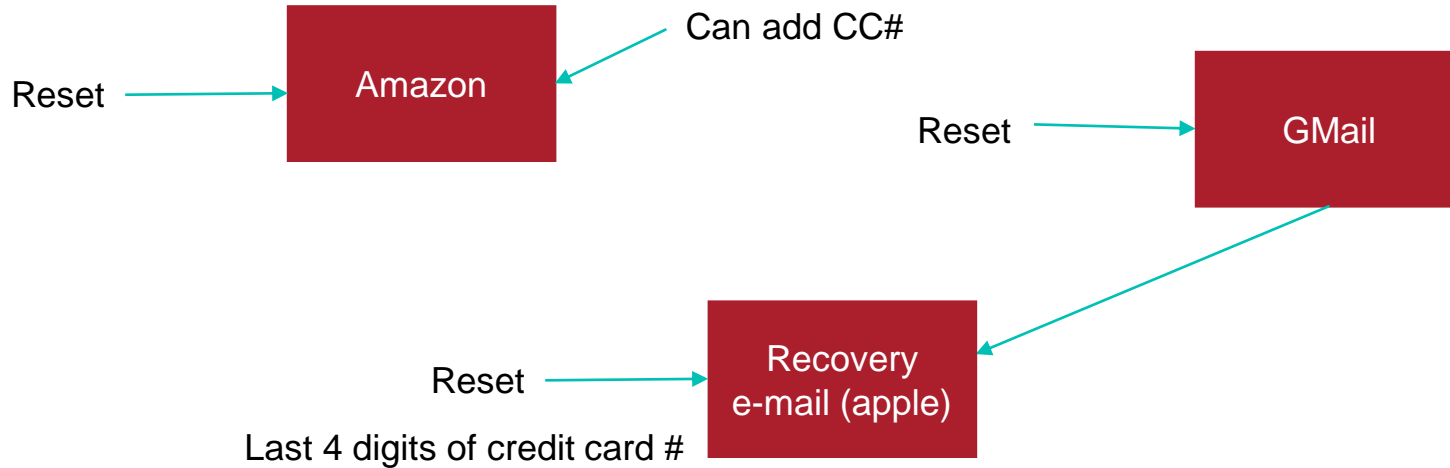 Can add CC#
Amazon
Reset
GMail
Reset
Recovery
e-mail (apple)
Reset
Last 4 digits of credit card #